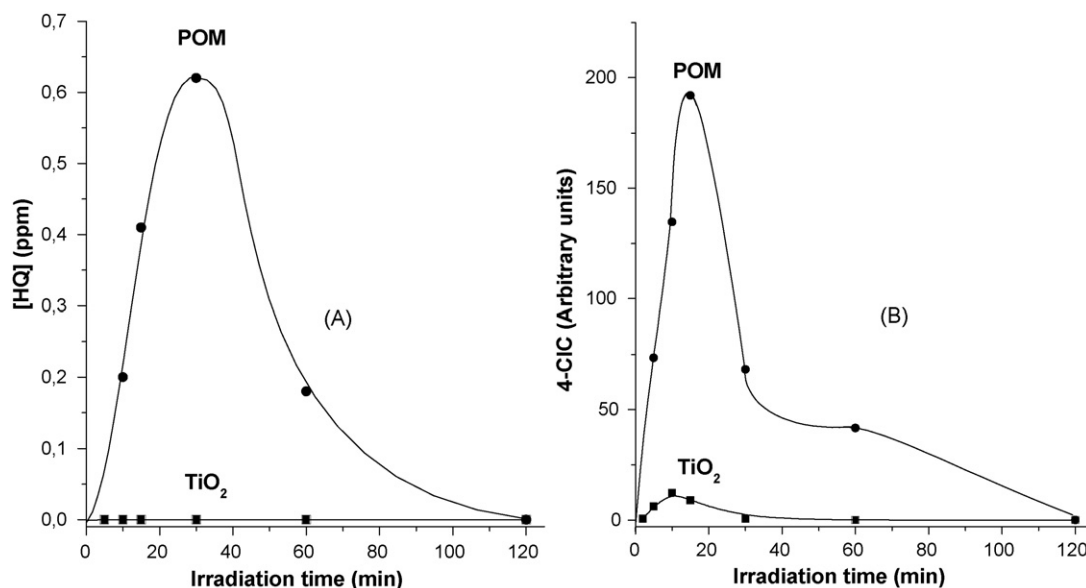 0,7
0,6
0,5
0,4
0,3
0,2
0,1
0,0
[HQ] (ppm)
POM
(A)
TiO₂
0 20 40 60 80 100 120
Irradiation time (min)
200
150
100
50
0
4-ClC (Arbitrary units)
POM
(B)
TiO₂
0 20 40 60 80 100 120
Irradiation time (min)